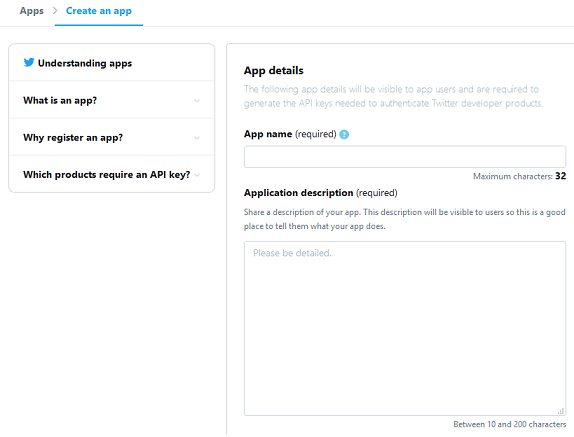 Apps > Create an app
Understanding apps
What is an app?
Why register an app?
Which products require an API key?
App details
The following app details will be visible to app users and are required to
generate the API keys needed to authenticate Twitter developer products.
App name (required) ?
Maximum characters: 32
Application description (required)
Share a description of your app. This description will be visible to users so this is a good
place to tell them what your app does.
Please be detailed.
Between 10 and 200 characters